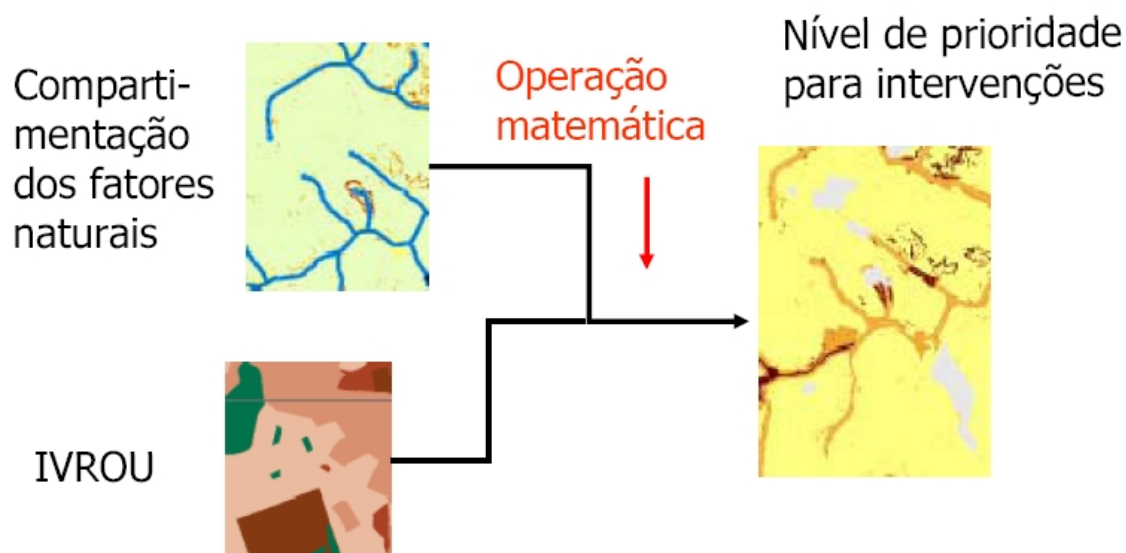 Comparti-
mentação
dos fatores
naturais
Operação
matemática
Nível de prioridade
para intervenções
IVROU